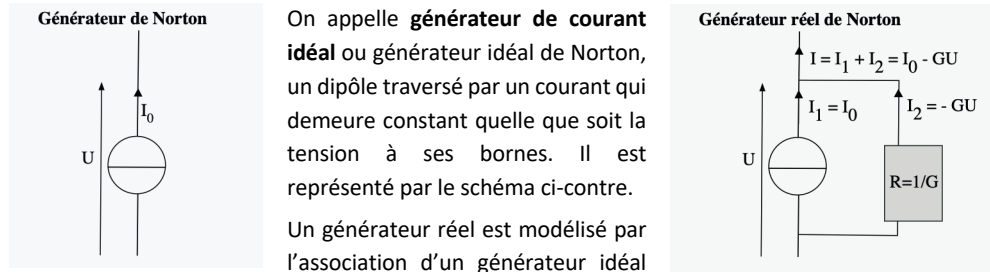 Générateur de Norton
I₀
U
On appelle générateur de courant
idéal ou générateur idéal de Norton,
un dipôle traversé par un courant qui
demeure constant quelle que soit la
tension à ses bornes. Il est
représenté par le schéma ci-contre.
Un générateur réel est modélisé par
l'association d'un générateur idéal
Générateur réel de Norton
I = I₁ + I₂ = I₀ - GU
I₁ = I₀
I₂ = - GU
U
R=1/G